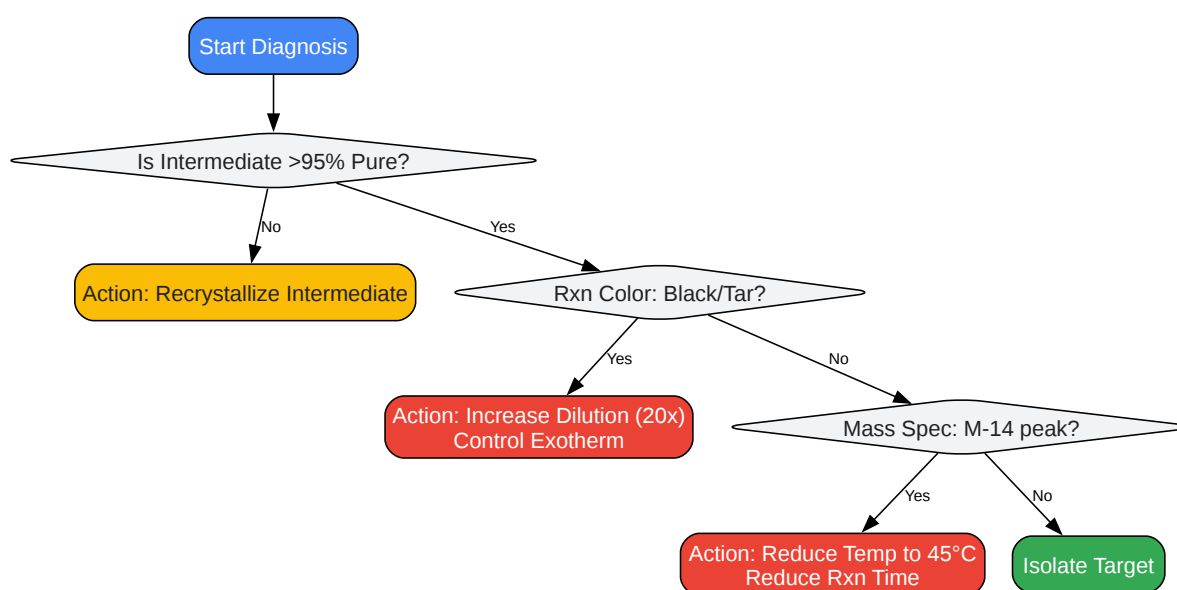 Start Diagnosis
Is Intermediate >95% Pure?
No
Yes
Action: Recrystallize Intermediate
Rxn Color: Black/Tar?
Yes
No
Action: Increase Dilution (20x)
Control Exotherm
Mass Spec: M-14 peak?
Yes
No
Action: Reduce Temp to 45°C
Reduce Rxn Time
Isolate Target